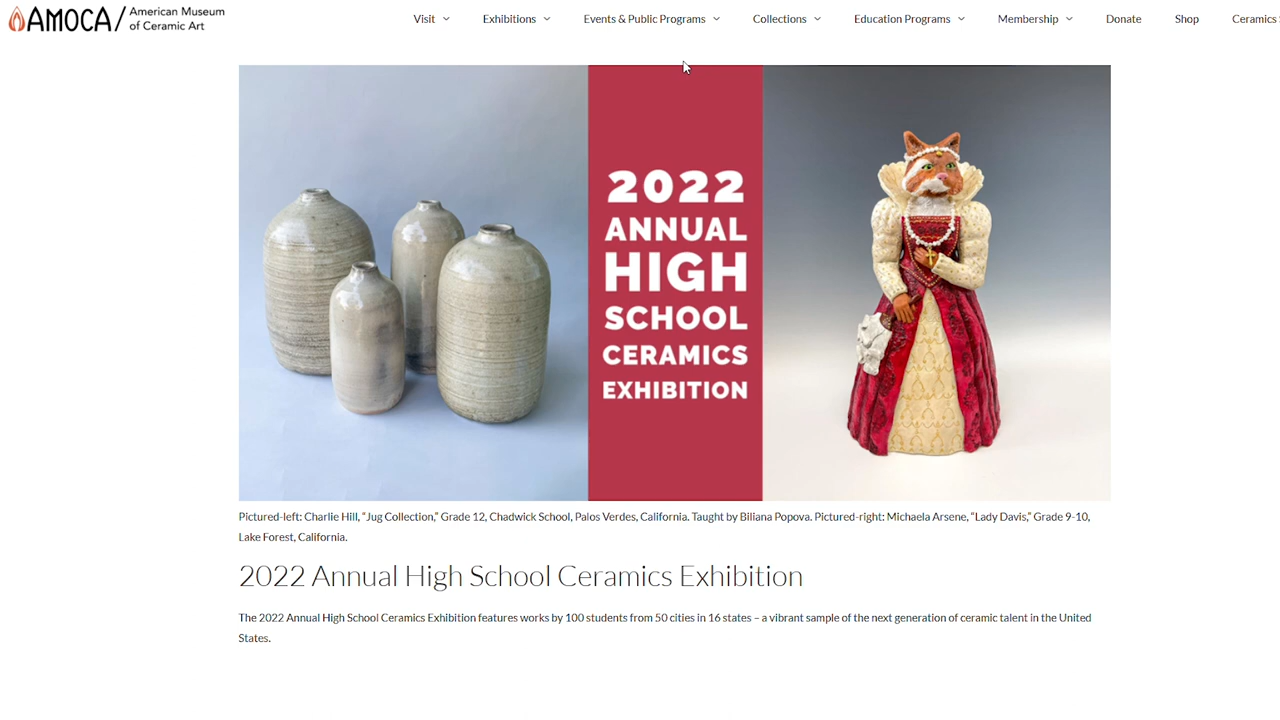 AMOCA / American Museum of Ceramic Art
Visit Exhibitions Events & Public Programs Collections Education Programs Membership Donate Shop Ceramics
2022
ANNUAL
HIGH
SCHOOL
CERAMICS
EXHIBITION
Pictured-left: Charlie Hill, “Jug Collection,” Grade 12, Chadwick School, Palos Verdes, California. Taught by Biliana Popova. Pictured-right: Michaela Arsene, “Lady Davis,” Grade 9-10,
Lake Forest, California.
2022 Annual High School Ceramics Exhibition
The 2022 Annual High School Ceramics Exhibition features works by 100 students from 50 cities in 16 states – a vibrant sample of the next generation of ceramic talent in the United
States.